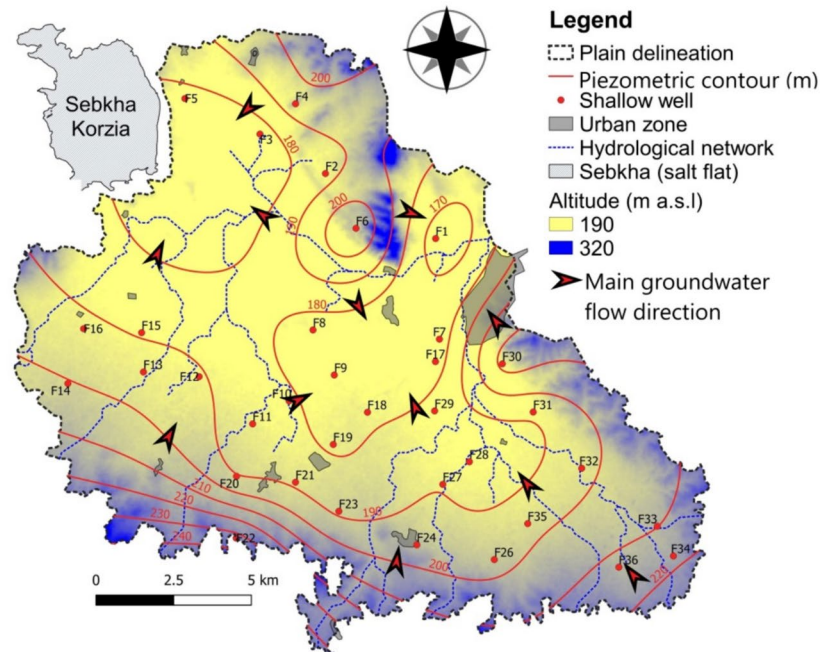 Legend
Plain delineation
Piezometric contour (m)
Shallow well
Urban zone
Hydrological network
Sebkha (salt flat)
Altitude (m a.s.l)
190
320
Main groundwater
flow direction
Sebkha
Korzia
200
F5
F4
F3
180
F2
200
170
190
F6
F1
180
F16
F15
F8
F7
F17
F30
F13
F12
F14
F9
F10
F11
F18
F29
F31
F19
F28
F32
F20
F21
F27
210
220
F23
190
230
F35
F33
240
F22
F24
F26
200
F36
F34
220
0
2.5
5 km